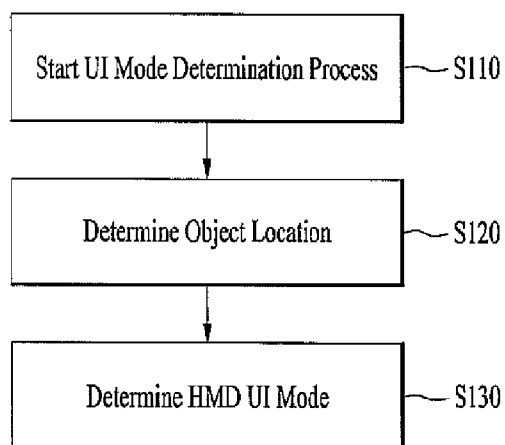 Start UI Mode Determination Process S110
Determine Object Location S120
Determine HMD UI Mode S130